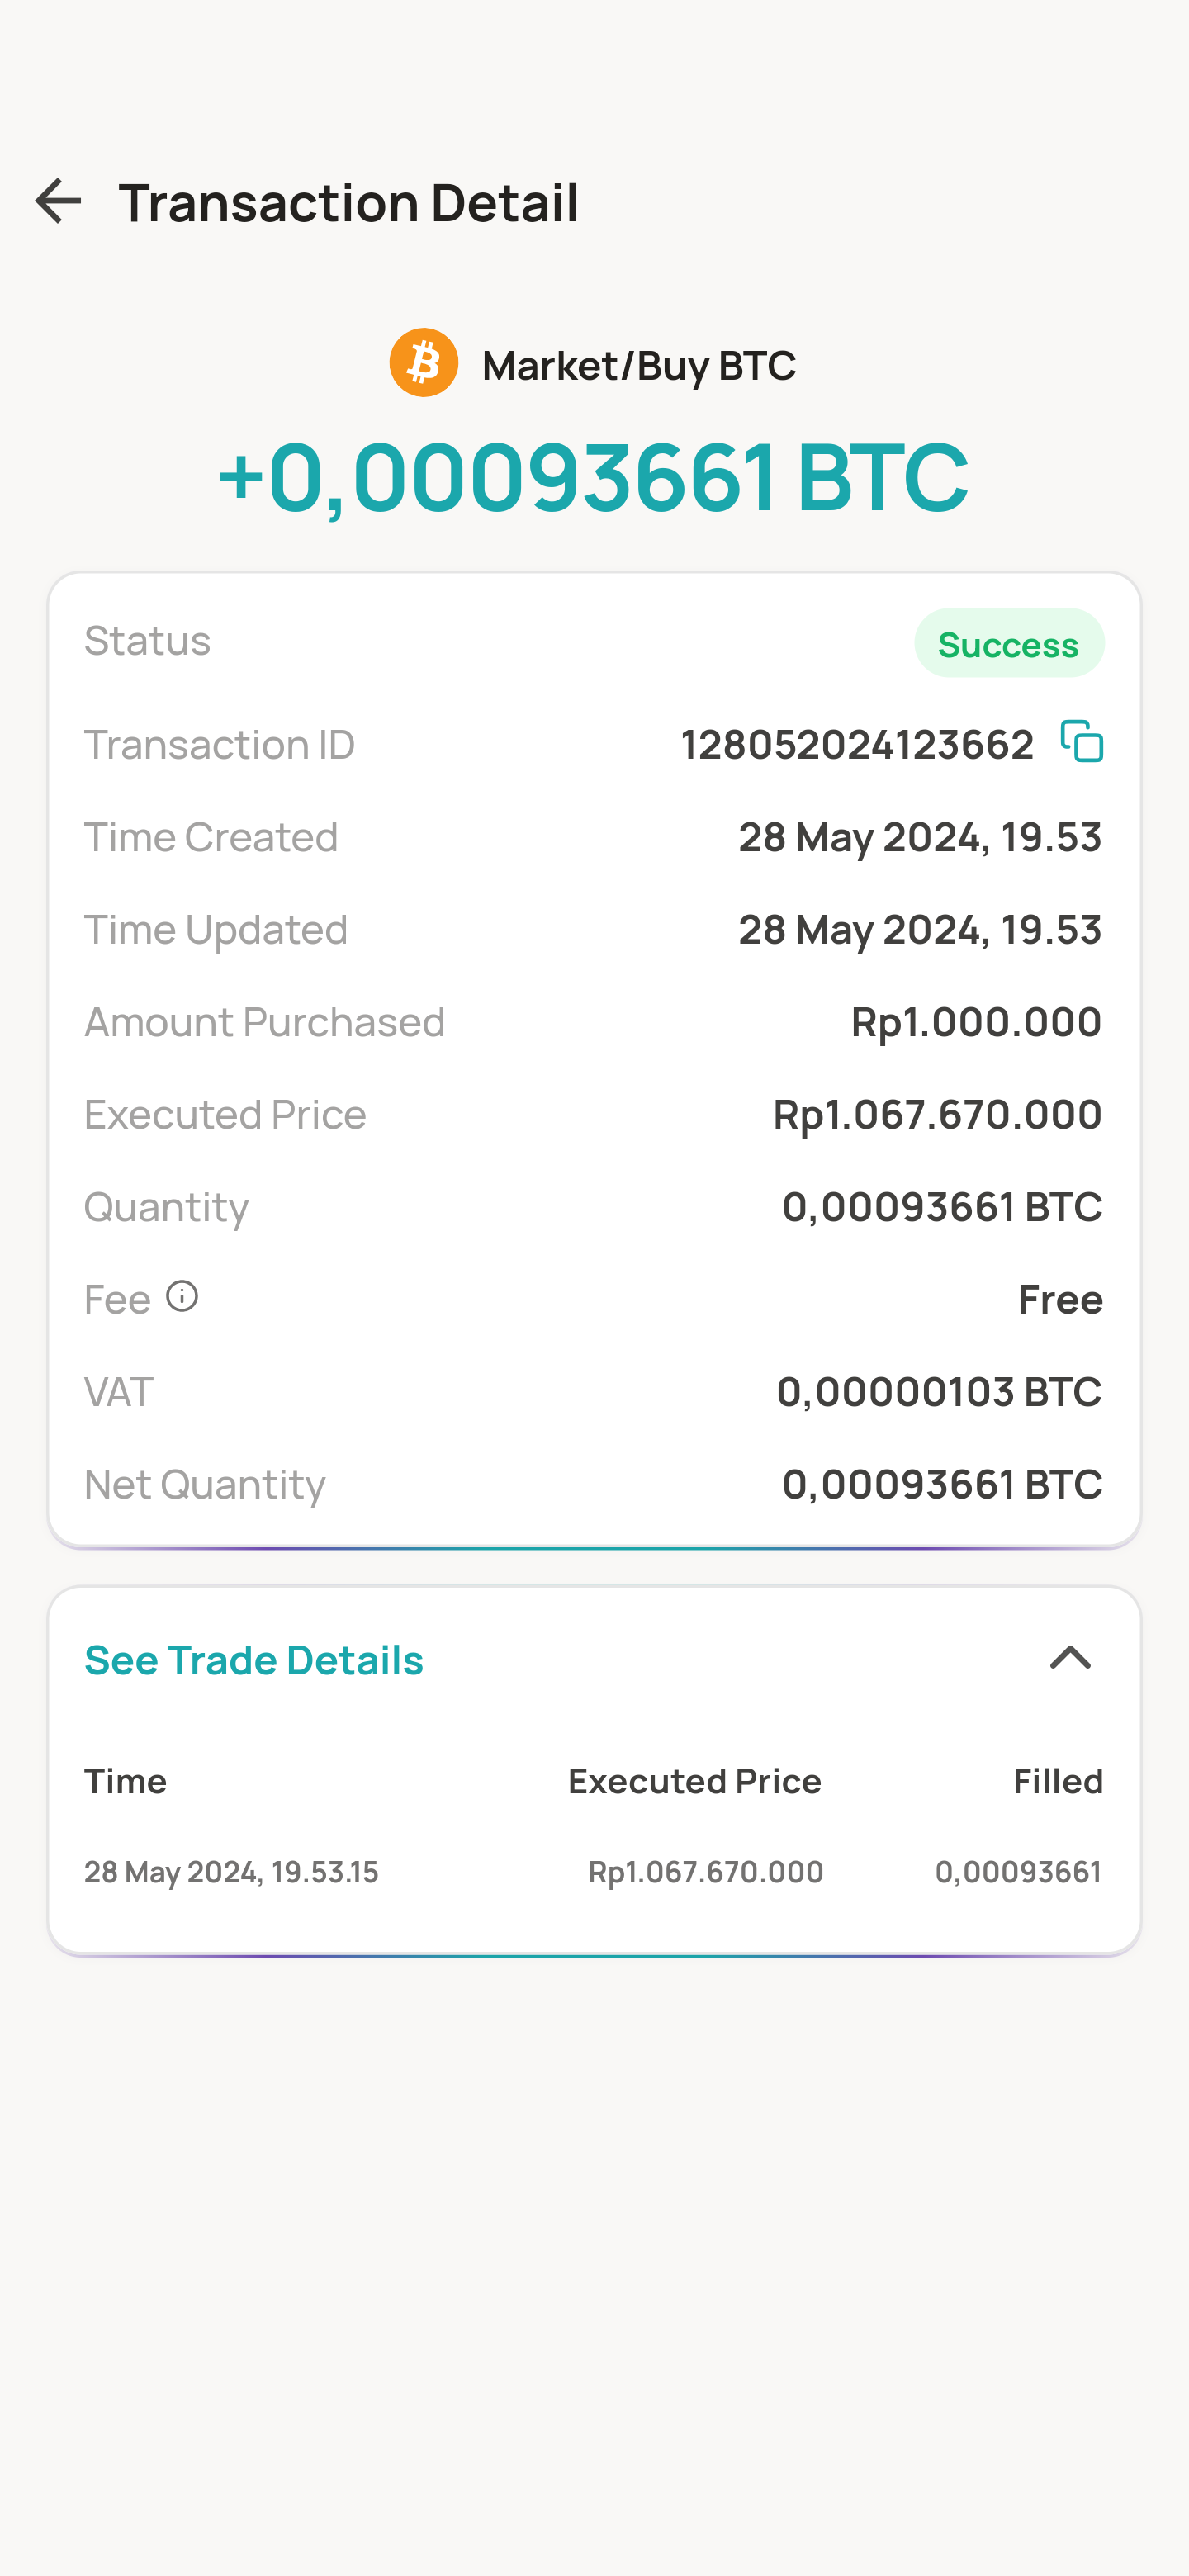 Transaction Detail
Market/Buy BTC
+0,00093661 BTC
Status Success
Transaction ID 128052024123662
Time Created 28 May 2024, 19.53
Time Updated 28 May 2024, 19.53
Amount Purchased Rp1.000.000
Executed Price Rp1.067.670.000
Quantity 0,00093661 BTC
Fee Free
VAT 0,00000103 BTC
Net Quantity 0,00093661 BTC
See Trade Details
Time Executed Price Filled
28 May 2024, 19.53.15 Rp1.067.670.000 0,00093661